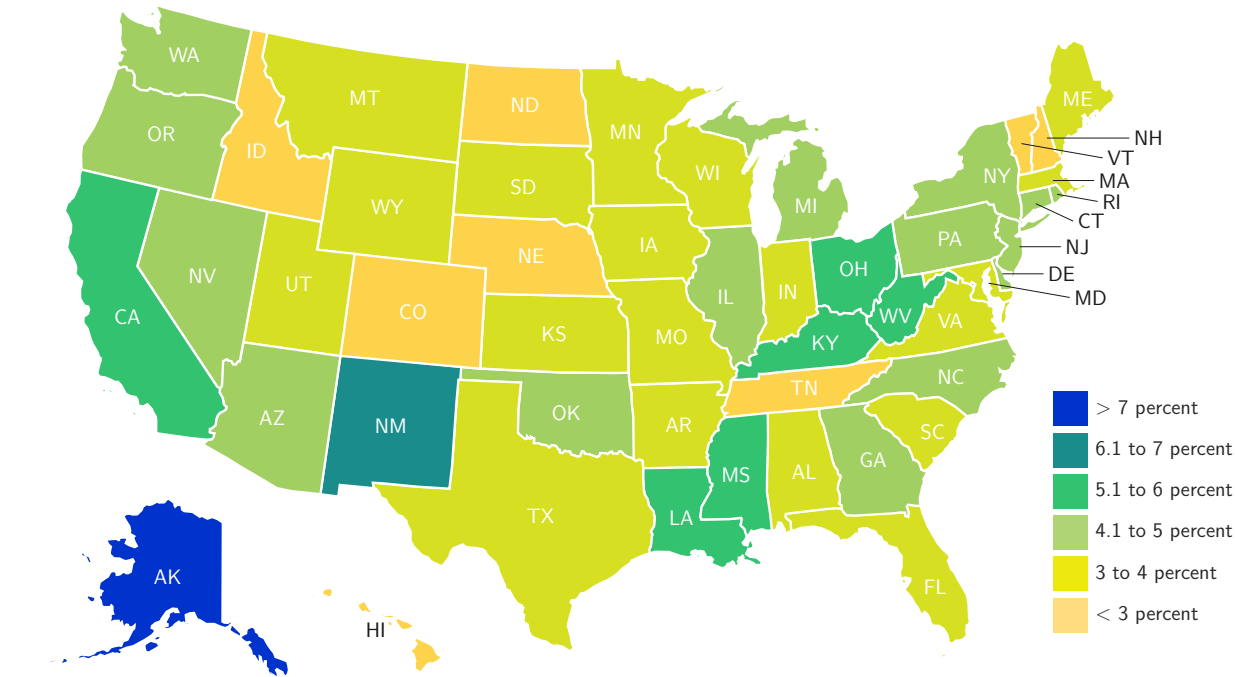 WA
MT
ND
ME
OR
ID
MN
NH
VT
SD
WI
NY
MA
WY
MI
RI
CT
IA
PA
NJ
NE
NV
UT
OH
DE
CA
CO
IL
IN
MD
WV
VA
KS
MO
KY
NC
TN
AZ
NM
OK
AR
SC
> 7 percent
6.1 to 7 percent
GA
MS
AL
5.1 to 6 percent
TX
LA
4.1 to 5 percent
AK
3 to 4 percent
FL
HI
< 3 percent